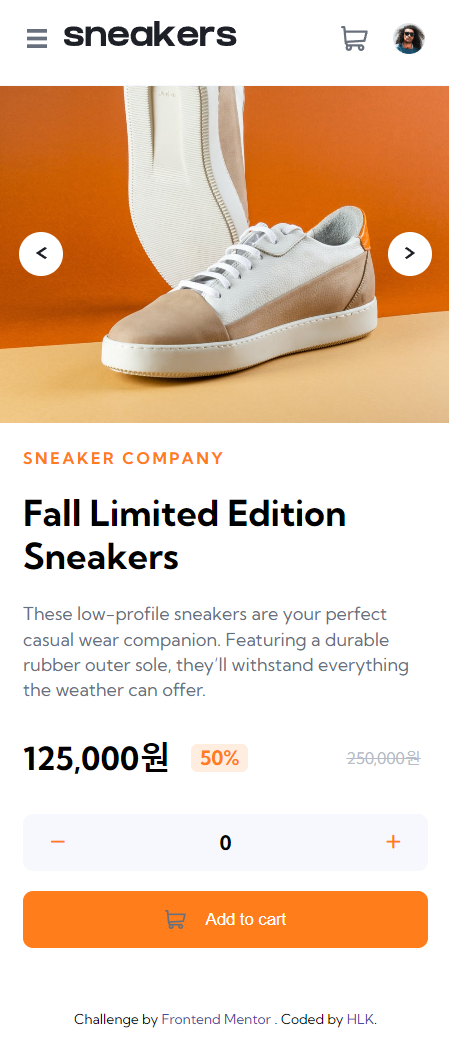 sneakers
SNEAKER COMPANY
Fall Limited Edition
Sneakers
These low-profile sneakers are your perfect
casual wear companion. Featuring a durable
rubber outer sole, they’ll withstand everything
the weather can offer.
125,000원 50% 250,000원
− 0 +
Add to cart
Challenge by Frontend Mentor . Coded by HLK.